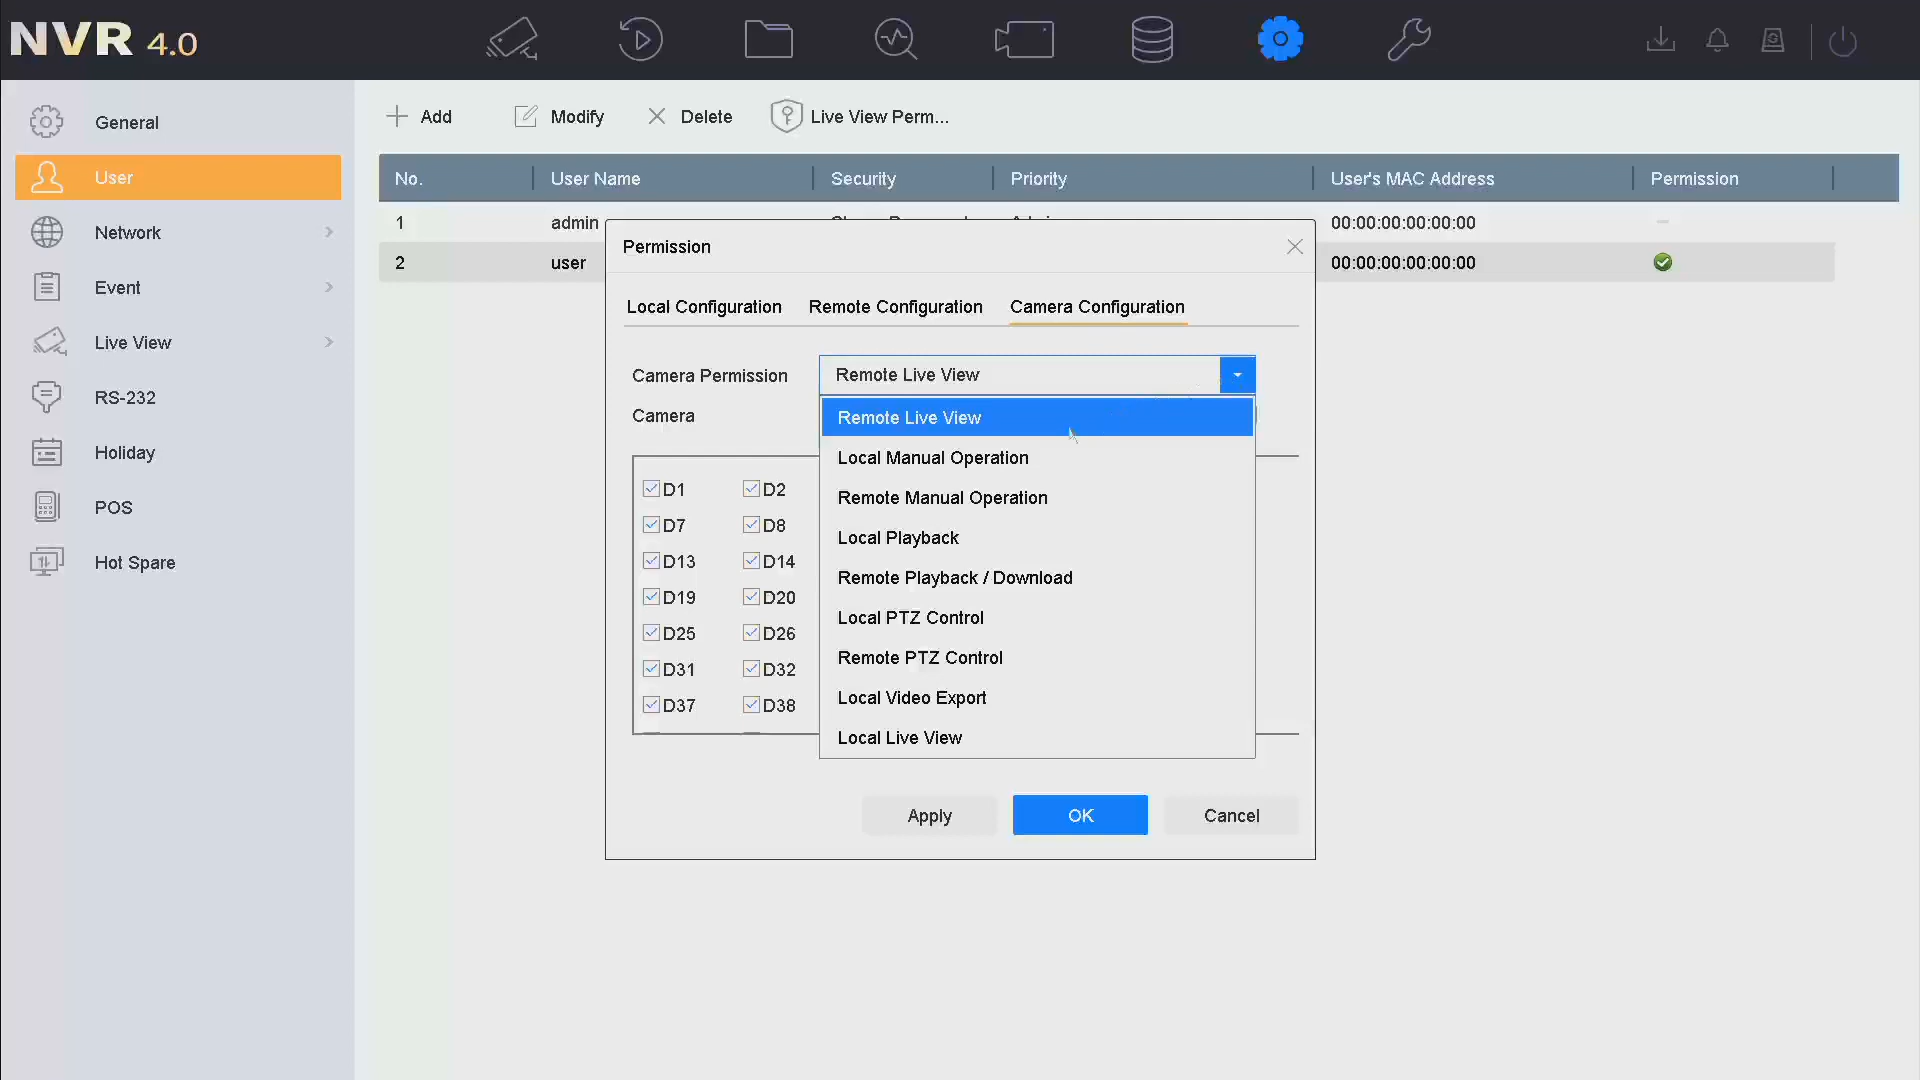 NVR 4.0
General
User
Network
Event
Live View
RS-232
Holiday
POS
Hot Spare
Add Modify Delete Live View Perm...
No. User Name Security Priority User's MAC Address Permission
1 admin 00:00:00:00:00:00
2 user 00:00:00:00:00:00
Permission
Local Configuration Remote Configuration Camera Configuration
Camera Permission Remote Live View
Camera
Remote Live View
Local Manual Operation
Remote Manual Operation
Local Playback
Remote Playback / Download
Local PTZ Control
Remote PTZ Control
Local Video Export
Local Live View
D1 D2
D7 D8
D13 D14
D19 D20
D25 D26
D31 D32
D37 D38
Apply OK Cancel